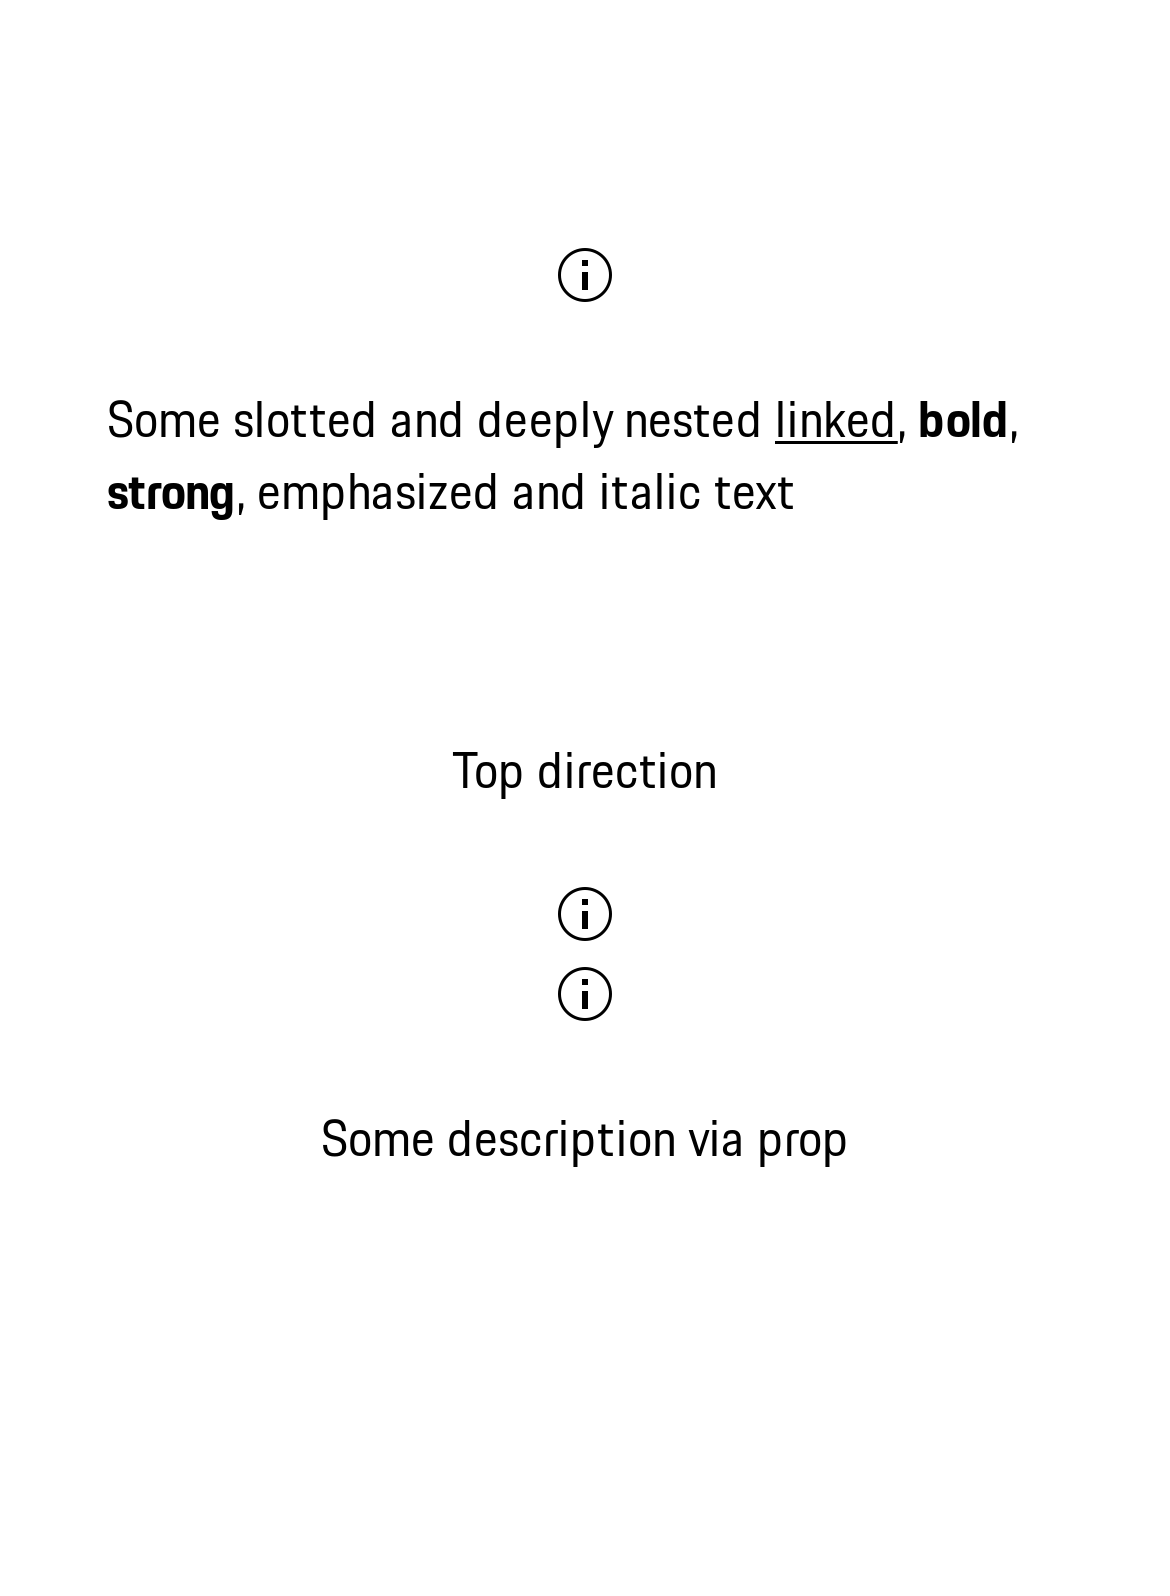 Some slotted and deeply nested linked, bold,
strong, emphasized and italic text
Top direction
Some description via prop